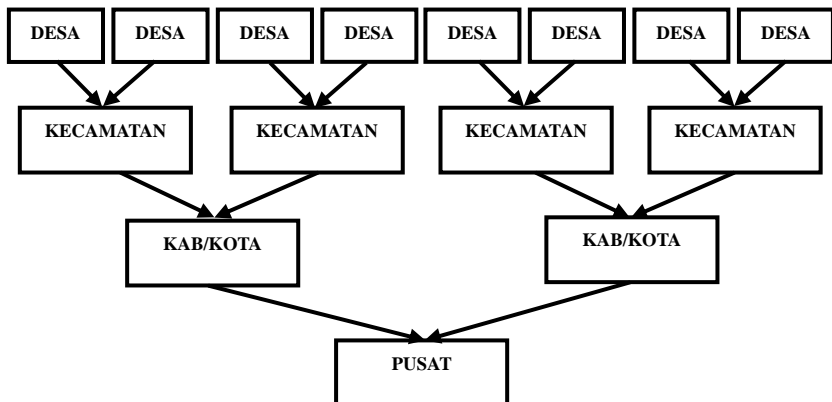 DESA DESA DESA DESA DESA DESA DESA DESA
KECAMATAN KECAMATAN KECAMATAN KECAMATAN
KAB/KOTA KAB/KOTA
PUSAT